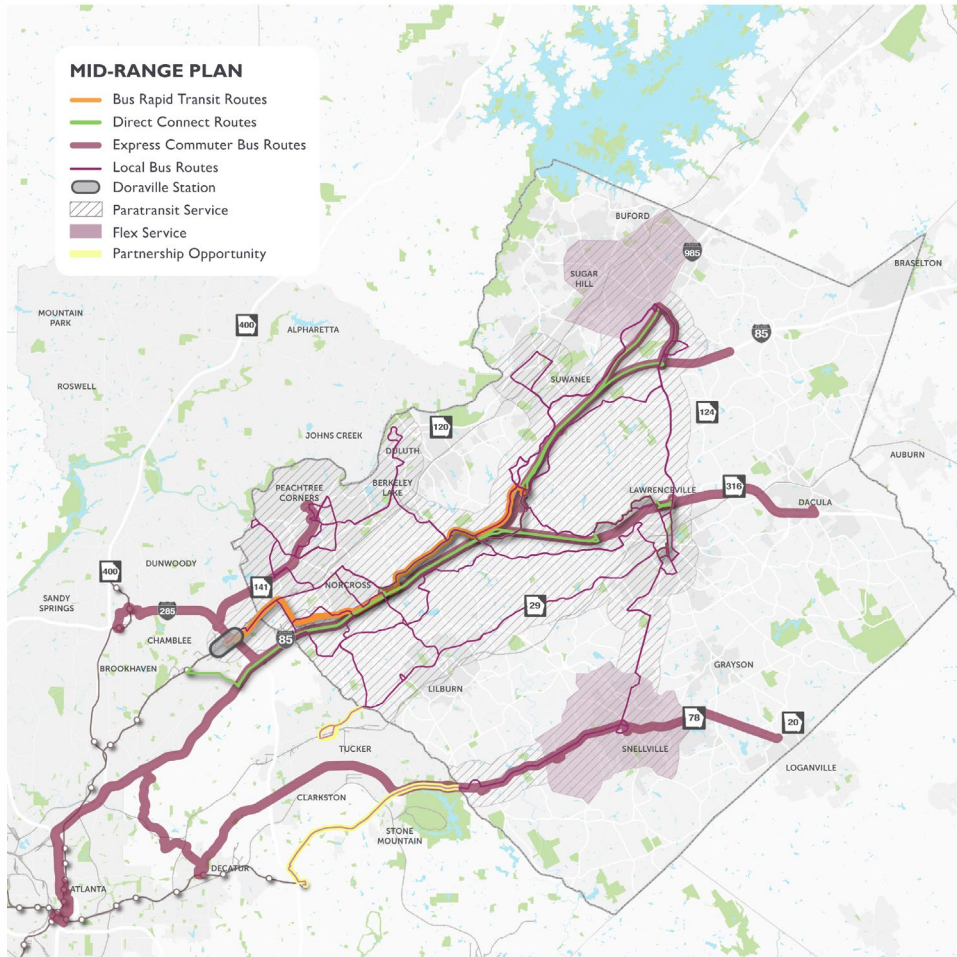 MID-RANGE PLAN
Bus Rapid Transit Routes
Direct Connect Routes
Express Commuter Bus Routes
Local Bus Routes
Doraville Station
Paratransit Service
Flex Service
Partnership Opportunity
BUFORD
985
BRASELTON
SUGAR
HILL
MOUNTAIN
PARK
400
ALPHARETTA
85
ROSWELL
SUWANEE
124
120
JOHNS CREEK
DULUTH
AUBURN
BERKELEY
LAKE
PEACHTREE
CORNERS
LAWRENCEVILLE
316
DACULA
DUNWOODY
400
141
NORCROSS
SANDY
SPRINGS
285
29
CHAMBLEE
85
BROOKHAVEN
GRAYSON
LILBURN
78
20
TUCKER
SNELLVILLE
LOGANVILLE
CLARKSTON
STONE
MOUNTAIN
DECATUR
ATLANTA